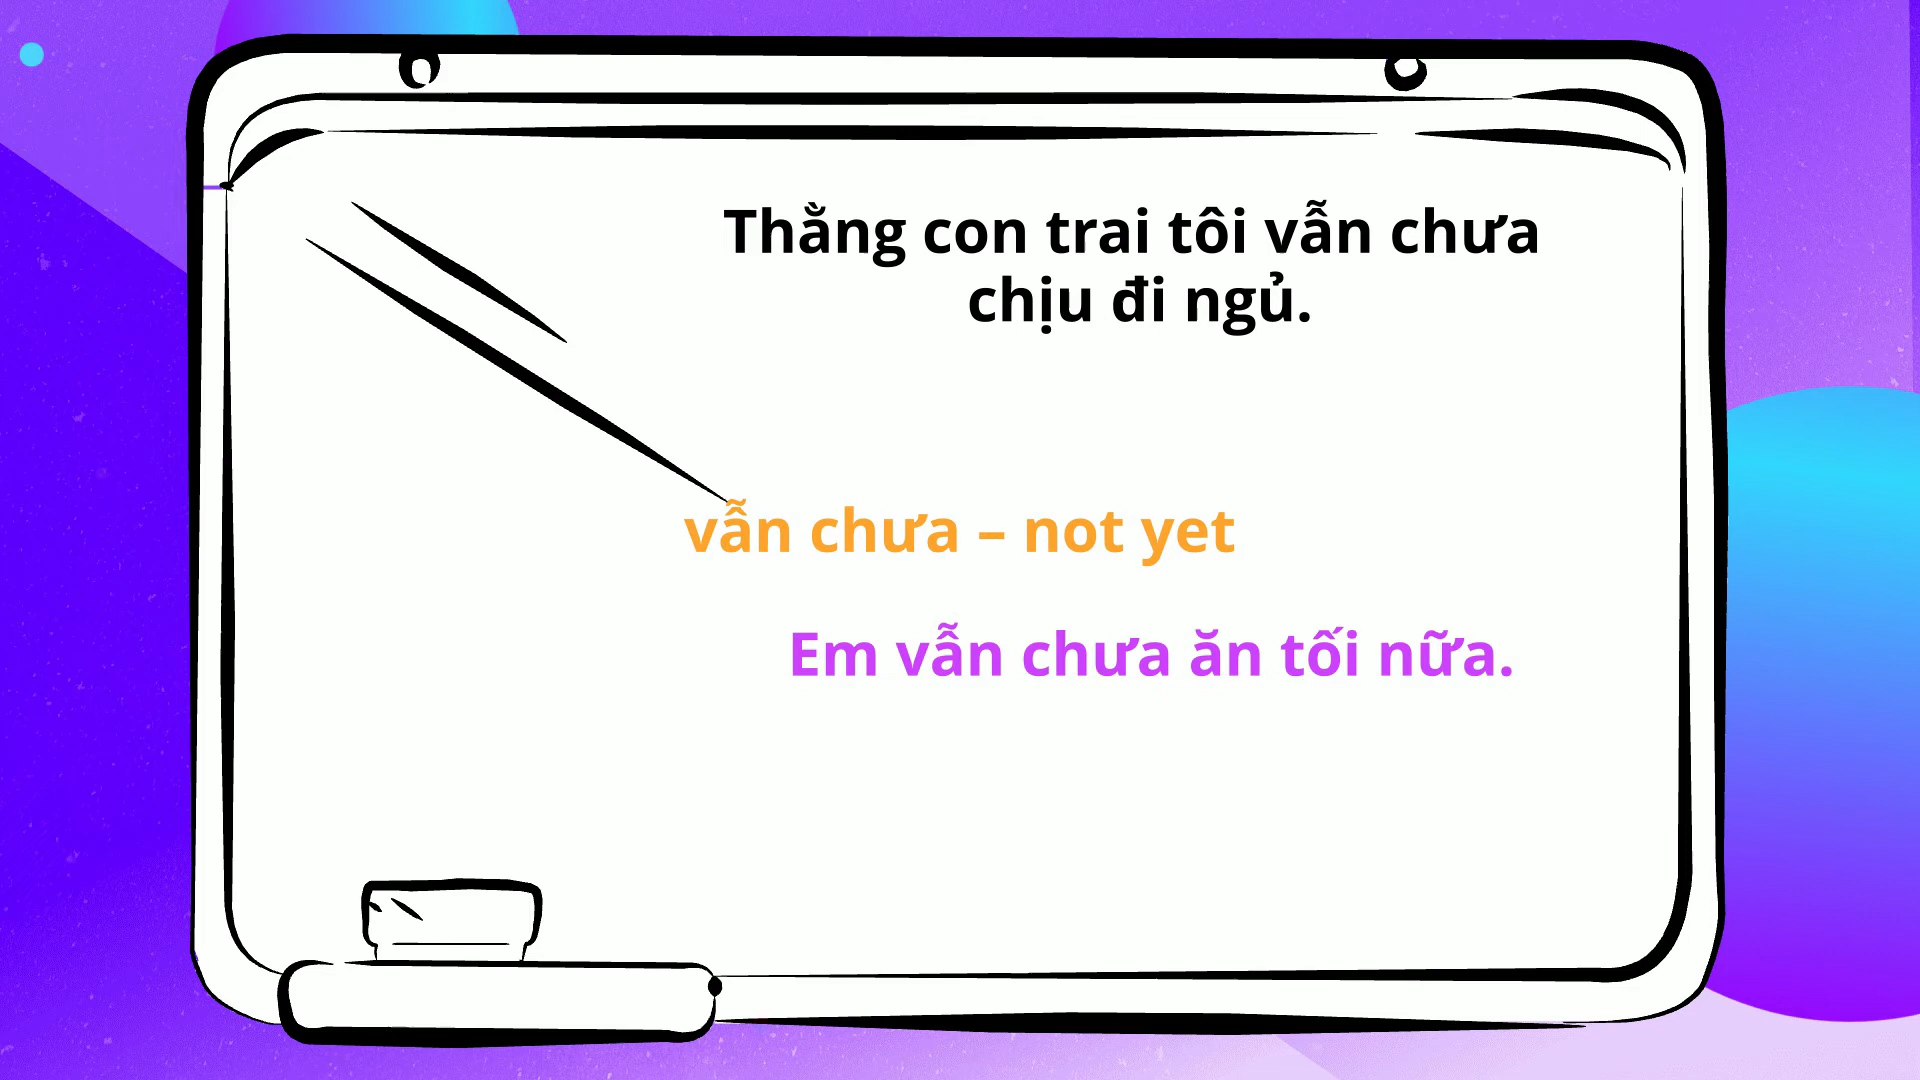 Thằng con trai tôi vẫn chưa
chịu đi ngủ.
vẫn chưa – not yet
Em vẫn chưa ăn tối nữa.